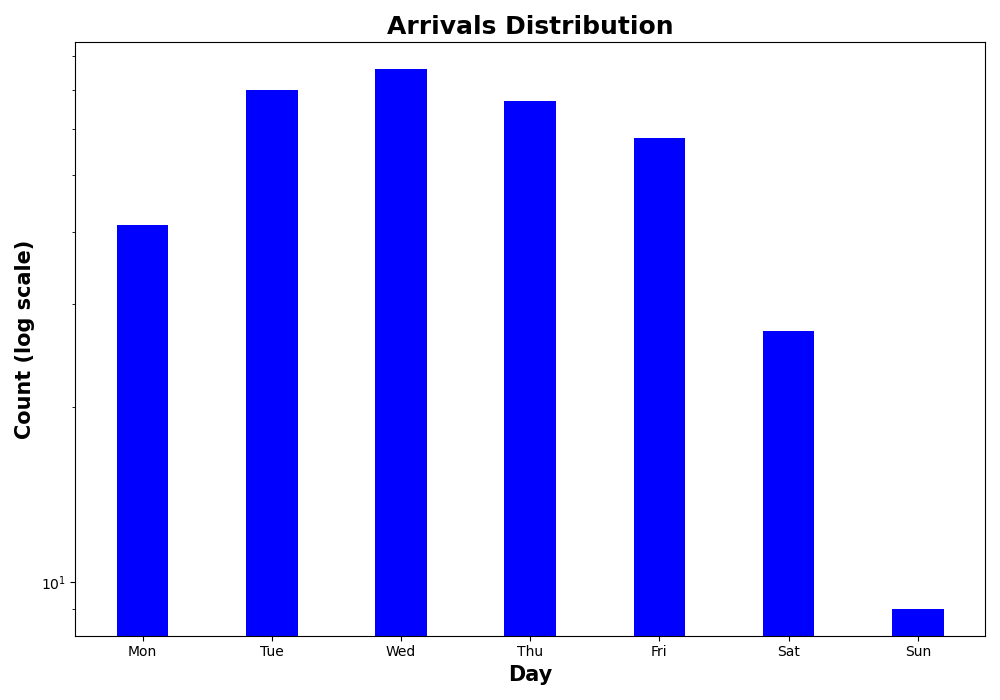 Arrivals Distribution
Count (log scale)
10¹
Mon Tue Wed Thu Fri Sat Sun
Day